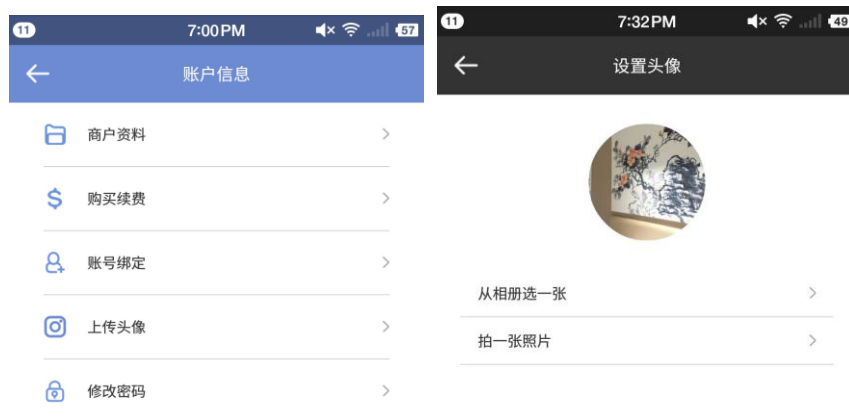 11 7:00PM 57
账户信息
商户资料
购买续费
账号绑定
上传头像
修改密码
11 7:32PM 49
设置头像
从相册选一张
拍一张照片